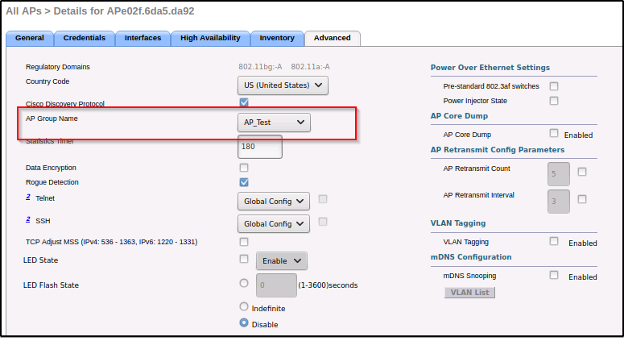 All APs > Details for APe02f.6da5.da92
General Credentials Interfaces High Availability Inventory Advanced
Regulatory Domains 802.11bg:-A 802.11a:-A
Country Code US (United States)
Cisco Discovery Protocol
AP Group Name AP_Test
Statistics Timer 180
Data Encryption
Rogue Detection
2 Telnet Global Config
2 SSH Global Config
TCP Adjust MSS (IPv4: 536 - 1363, IPv6: 1220 - 1331)
LED State Enable
LED Flash State 0 (1-3600)seconds
Indefinite
Disable
Power Over Ethernet Settings
Pre-standard 802.3af switches
Power Injector State
AP Core Dump
AP Core Dump Enabled
AP Retransmit Config Parameters
AP Retransmit Count 5
AP Retransmit Interval 3
VLAN Tagging
VLAN Tagging Enabled
mDNS Configuration
mDNS Snooping Enabled
VLAN List